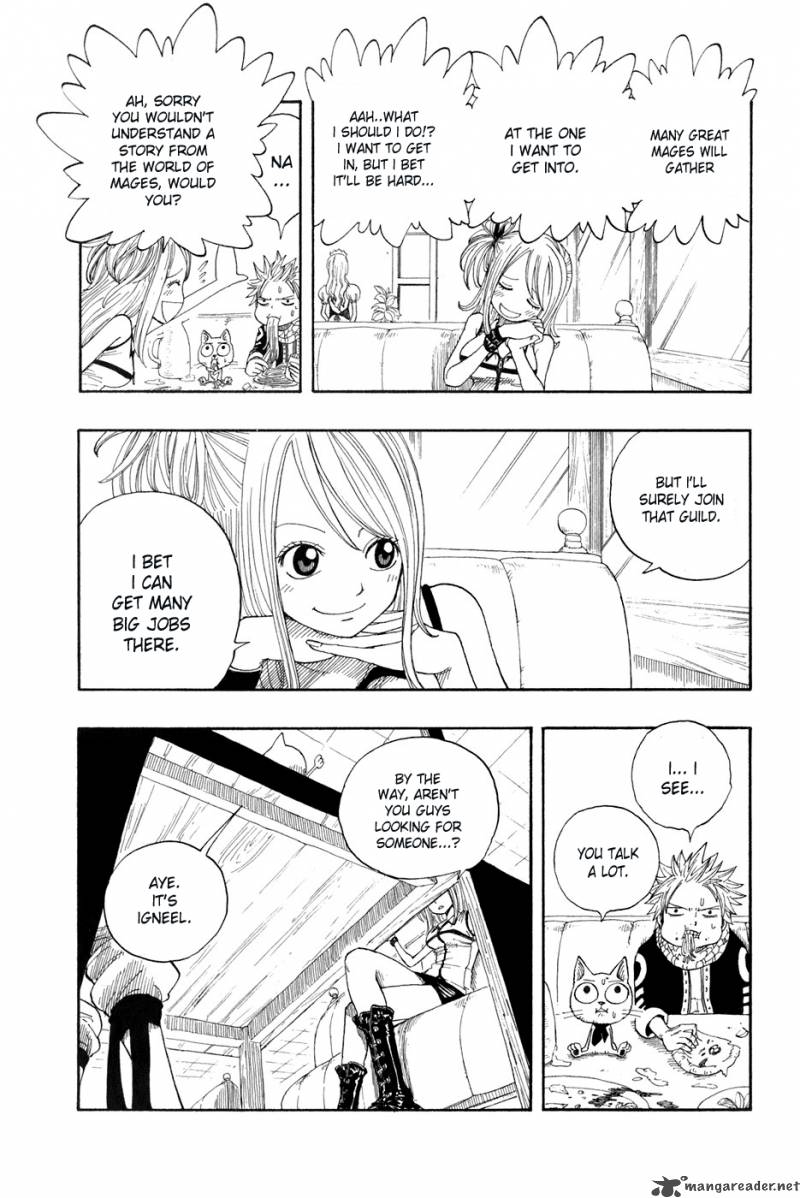 MANY GREAT
MAGES WILL
GATHER
AT THE ONE
I WANT TO
GET INTO.
AAH..WHAT
I SHOULD I DO!?
I WANT TO GET
IN, BUT I BET
IT'LL BE HARD...
NA
...
AH, SORRY
YOU WOULDN'T
UNDERSTAND A
STORY FROM
THE WORLD OF
MAGES, WOULD
YOU?
BUT I'LL
SURELY JOIN
THAT GUILD.
I BET
I CAN
GET MANY
BIG JOBS
THERE.
I... I
SEE...
YOU TALK
A LOT.
BY THE
WAY, AREN'T
YOU GUYS
LOOKING FOR
SOMEONE...?
AYE.
IT'S
IGNEEL.
mangareader.net